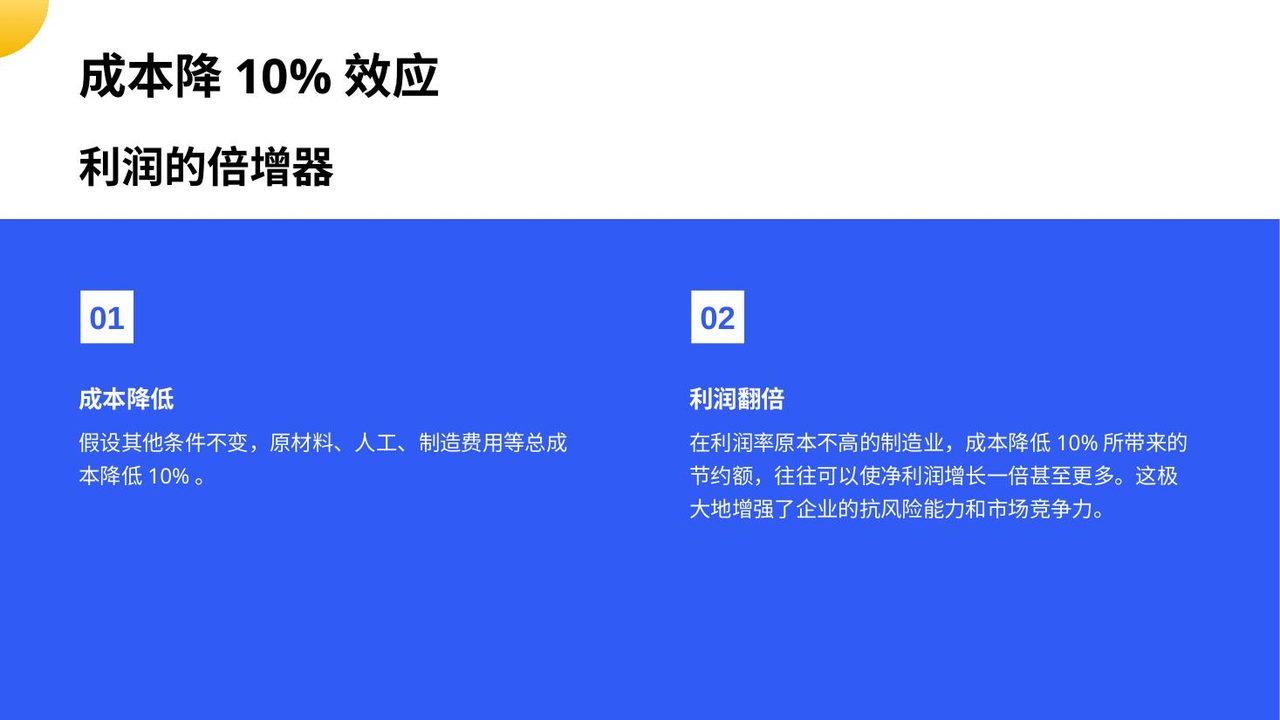 成本降 10% 效应
利润的倍增器
01
成本降低
假设其他条件不变，原材料、人工、制造费用等总成
本降低 10% 。
02
利润翻倍
在利润率原本不高的制造业，成本降低 10% 所带来的
节约额，往往可以使净利润增长一倍甚至更多。这极
大地增强了企业的抗风险能力和市场竞争力。